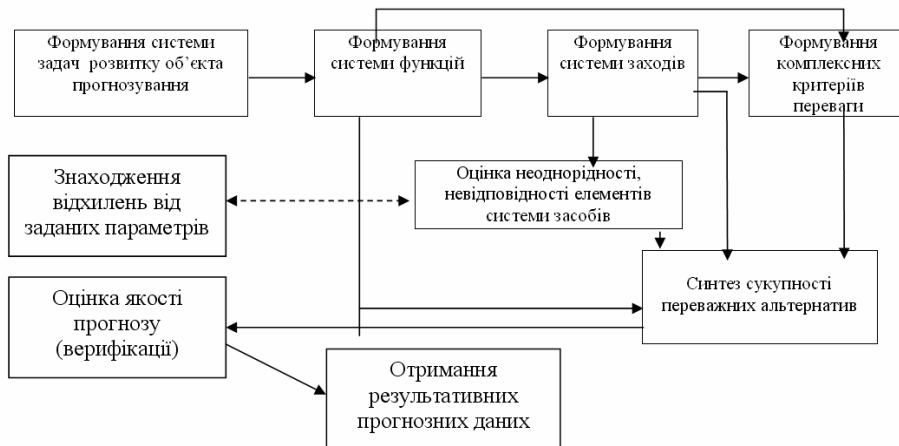 Формування системи
задач розвитку об’єкта
прогнозування
Формування
системи функцій
Формування
системи заходів
Формування
комплексних
критеріїв
переваги
Знаходження
відхилень від
заданих параметрів
Оцінка неоднорідності,
невідповідності елементів
системи засобів
Оцінка якості
прогнозу
(верифікації)
Синтез сукупності
переважних альтернатив
Отримання
результативних
прогнозних даних